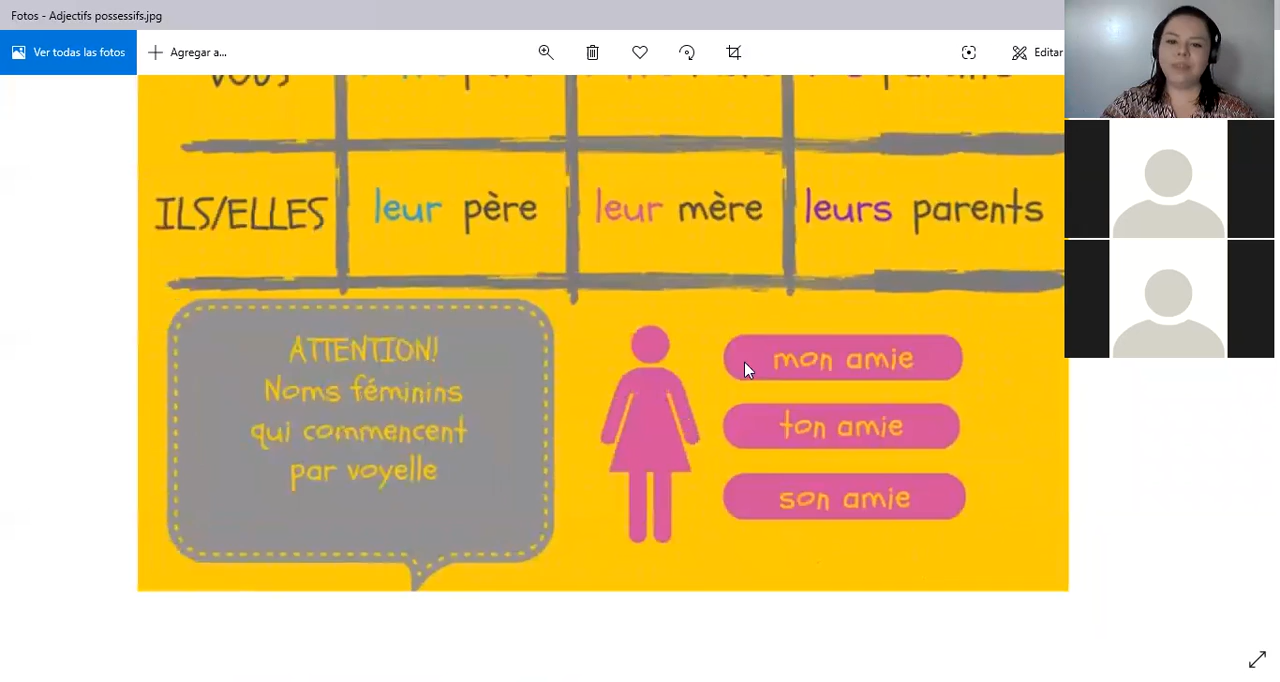 Fotos - Adjectifs possessifs.jpg
Ver todas las fotos
Agregar a...
Editar
VOUS
ILS/ELLES leur père leur mère leurs parents
ATTENTION!
Noms féminins
qui commencent
par voyelle
mon amie
ton amie
son amie